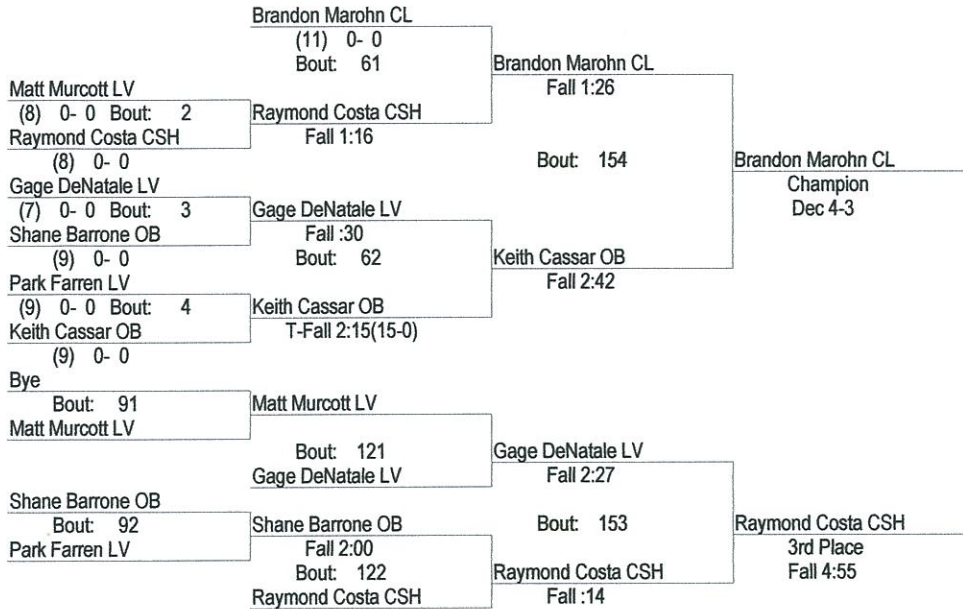 Brandon Marohn CL
(11) 0- 0
Bout: 61
Brandon Marohn CL
Fall 1:26
Matt Murcott LV
(8) 0- 0 Bout: 2
Raymond Costa CSH
Raymond Costa CSH
Fall 1:16
(8) 0- 0
Bout: 154
Brandon Marohn CL
Champion
Dec 4-3
Gage DeNatale LV
(7) 0- 0 Bout: 3
Gage DeNatale LV
Fall :30
Shane Barrone OB
(9) 0- 0
Bout: 62
Keith Cassar OB
Fall 2:42
Park Farren LV
(9) 0- 0 Bout: 4
Keith Cassar OB
T-Fall 2:15(15-0)
Keith Cassar OB
(9) 0- 0
Bye
Bout: 91
Matt Murcott LV
Matt Murcott LV
Bout: 121
Gage DeNatale LV
Fall 2:27
Gage DeNatale LV
Shane Barrone OB
Bout: 92
Park Farren LV
Shane Barrone OB
Fall 2:00
Bout: 153
Raymond Costa CSH
3rd Place
Fall 4:55
Bout: 122
Raymond Costa CSH
Fall :14
Raymond Costa CSH